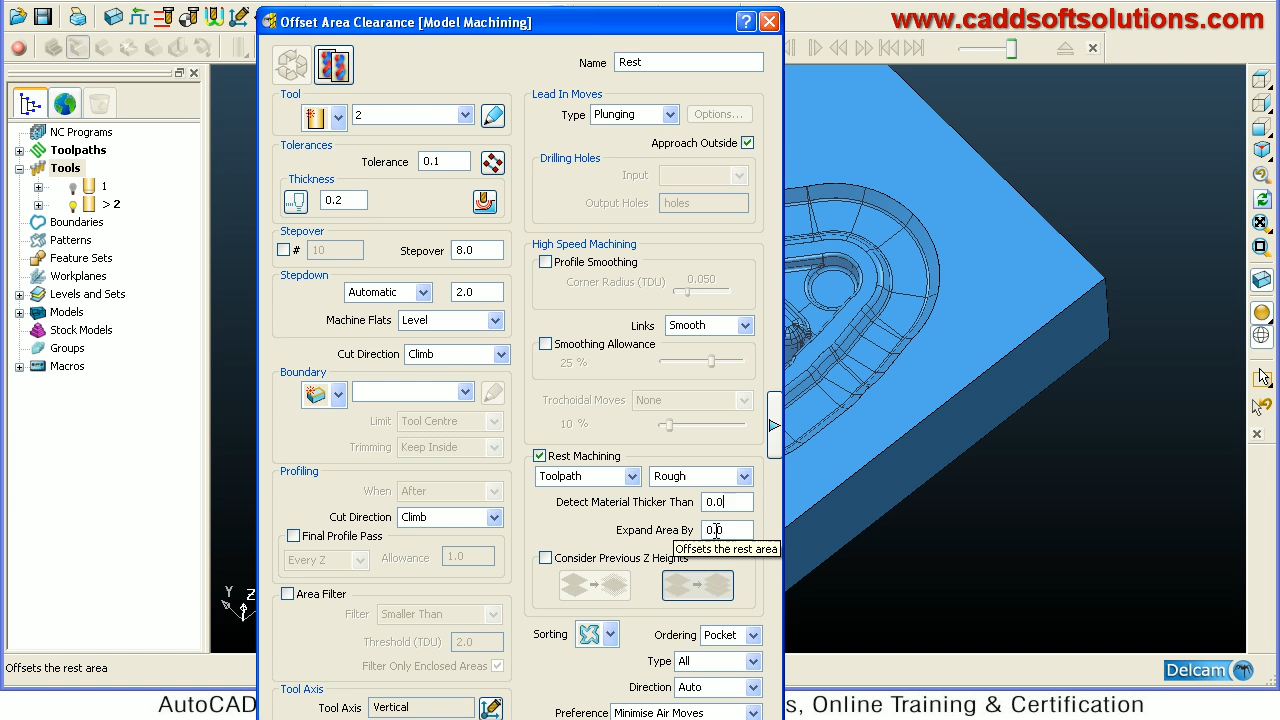 www.caddsoftsolutions.com
Offset Area Clearance [Model Machining]
?
Name Rest
Tool
2
Tolerances
Tolerance 0.1
Thickness
0.2
Stepover
# 10 Stepover 8.0
Stepdown
Automatic 2.0
Machine Flats Level
Cut Direction Climb
Boundary
Limit Tool Centre
Trimming Keep Inside
Profiling
When After
Cut Direction Climb
Final Profile Pass
Every Z Allowance 1.0
Area Filter
Filter Smaller Than
Threshold (TDU) 2.0
Filter Only Enclosed Areas
Tool Axis
Tool Axis Vertical
Lead In Moves
Type Plunging Options...
Approach Outside
Drilling Holes
Input
Output Holes holes
High Speed Machining
Profile Smoothing
Corner Radius (TDU) 0.050
Links Smooth
Smoothing Allowance
25 %
Trochoidal Moves None
10 %
Rest Machining
Toolpath Rough
Detect Material Thicker Than 0.0
Expand Area By 0.0
Offsets the rest area
Consider Previous Z Heights
Sorting Ordering Pocket
Type All
Direction Auto
Preference Minimise Air Moves
NC Programs
Toolpaths
Tools
1
> 2
Boundaries
Patterns
Feature Sets
Workplanes
Levels and Sets
Models
Stock Models
Groups
Macros
Y Z
Offsets the rest area
Delcam
AutoCAD
s, Online Training & Certification